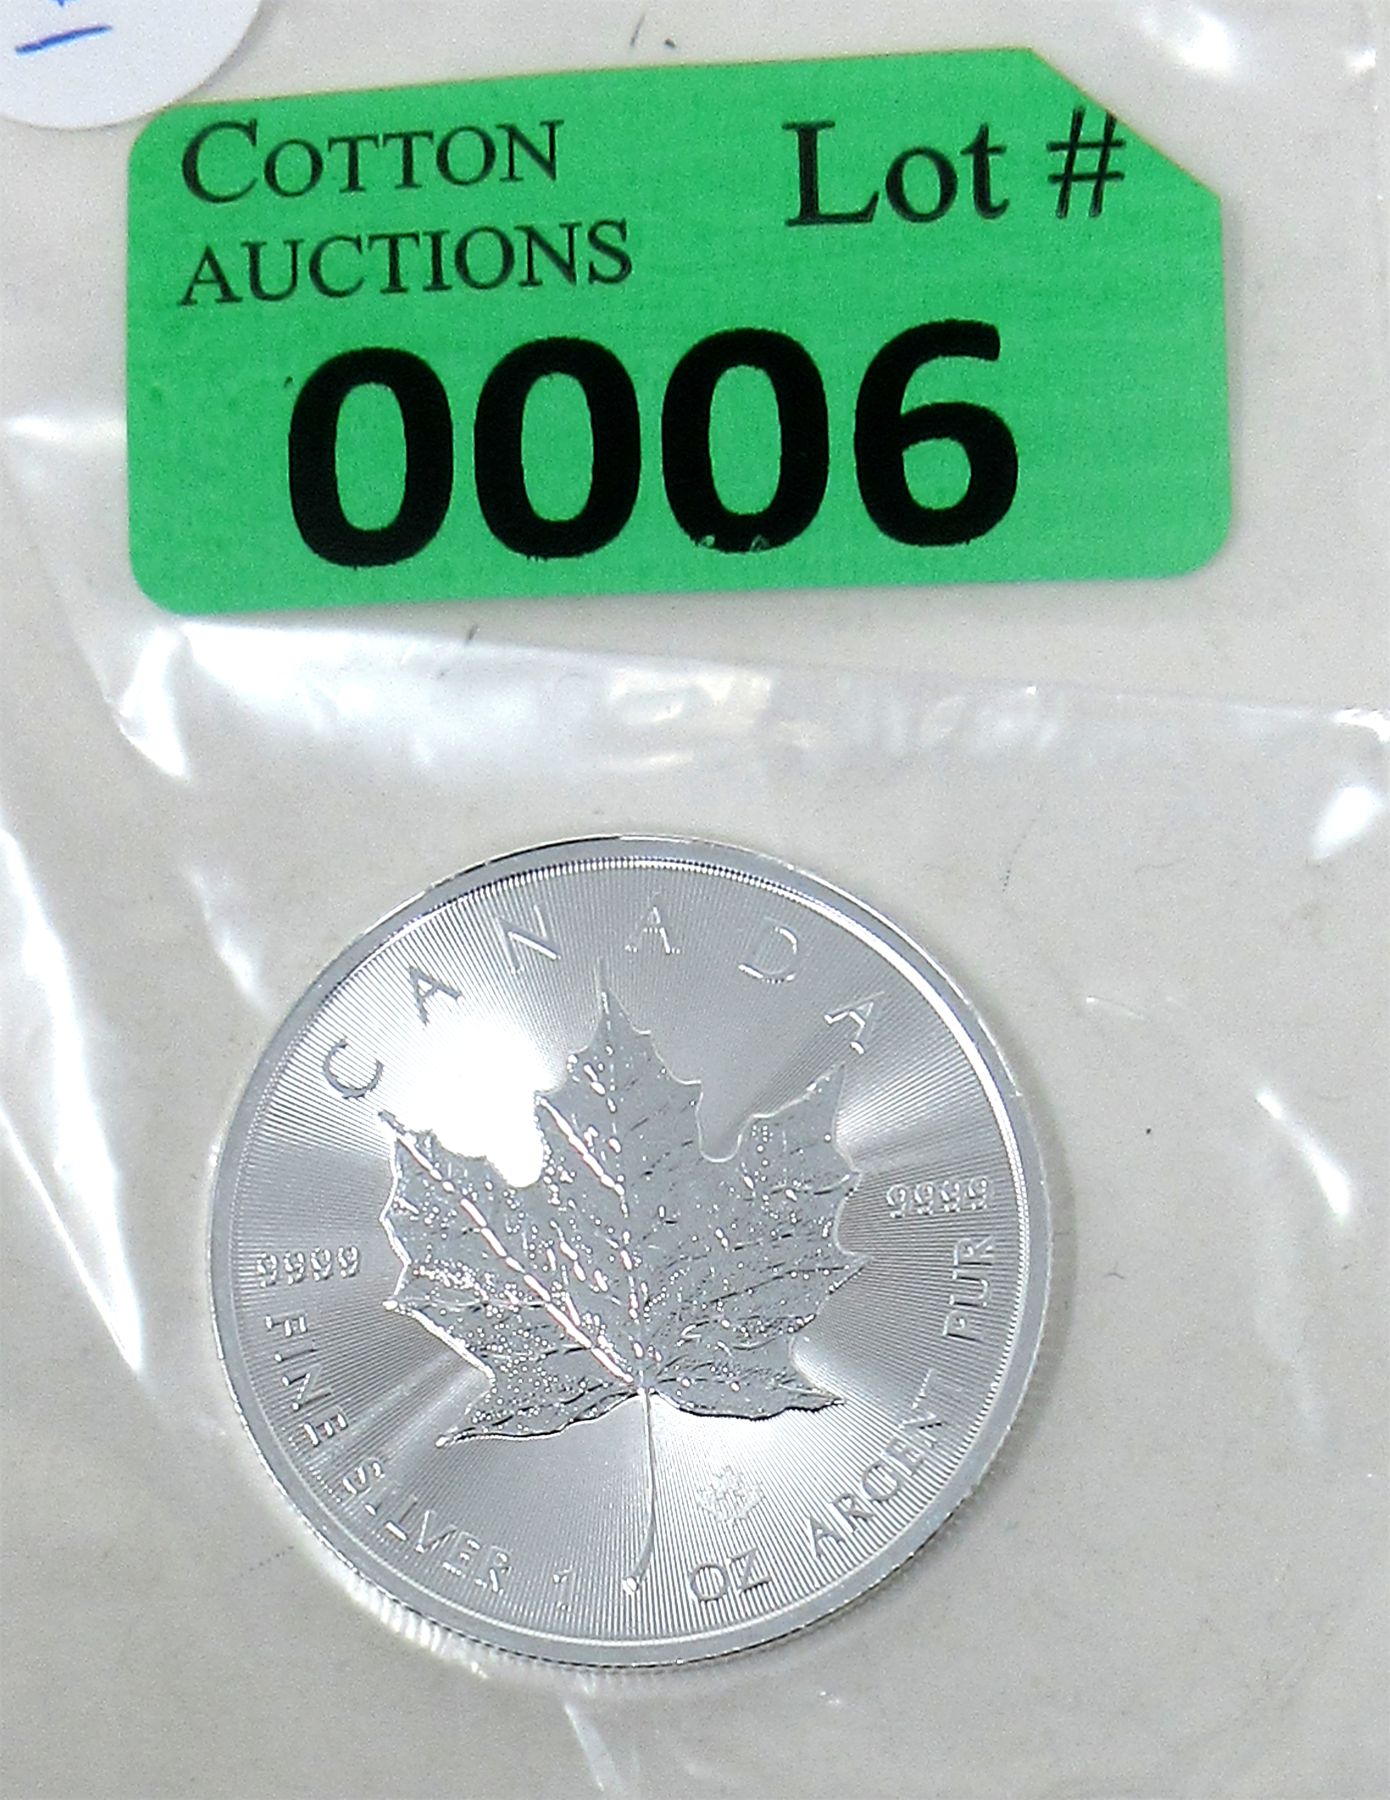 COTTON
AUCTIONS
Lot #
0006
CANADA
9999
9999
FINE SILVER 1 OZ ARGENT PUR